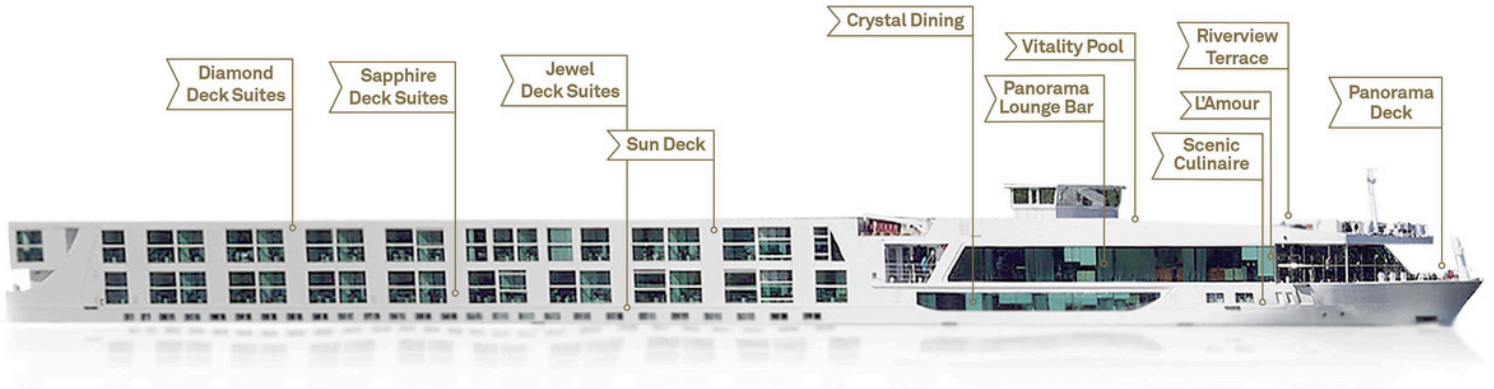 Diamond
Deck Suites
Sapphire
Deck Suites
Jewel
Deck Suites
Sun Deck
Crystal Dining
Vitality Pool
Panorama
Lounge Bar
Riverview
Terrace
L'Amour
Scenic
Culinaire
Panorama
Deck